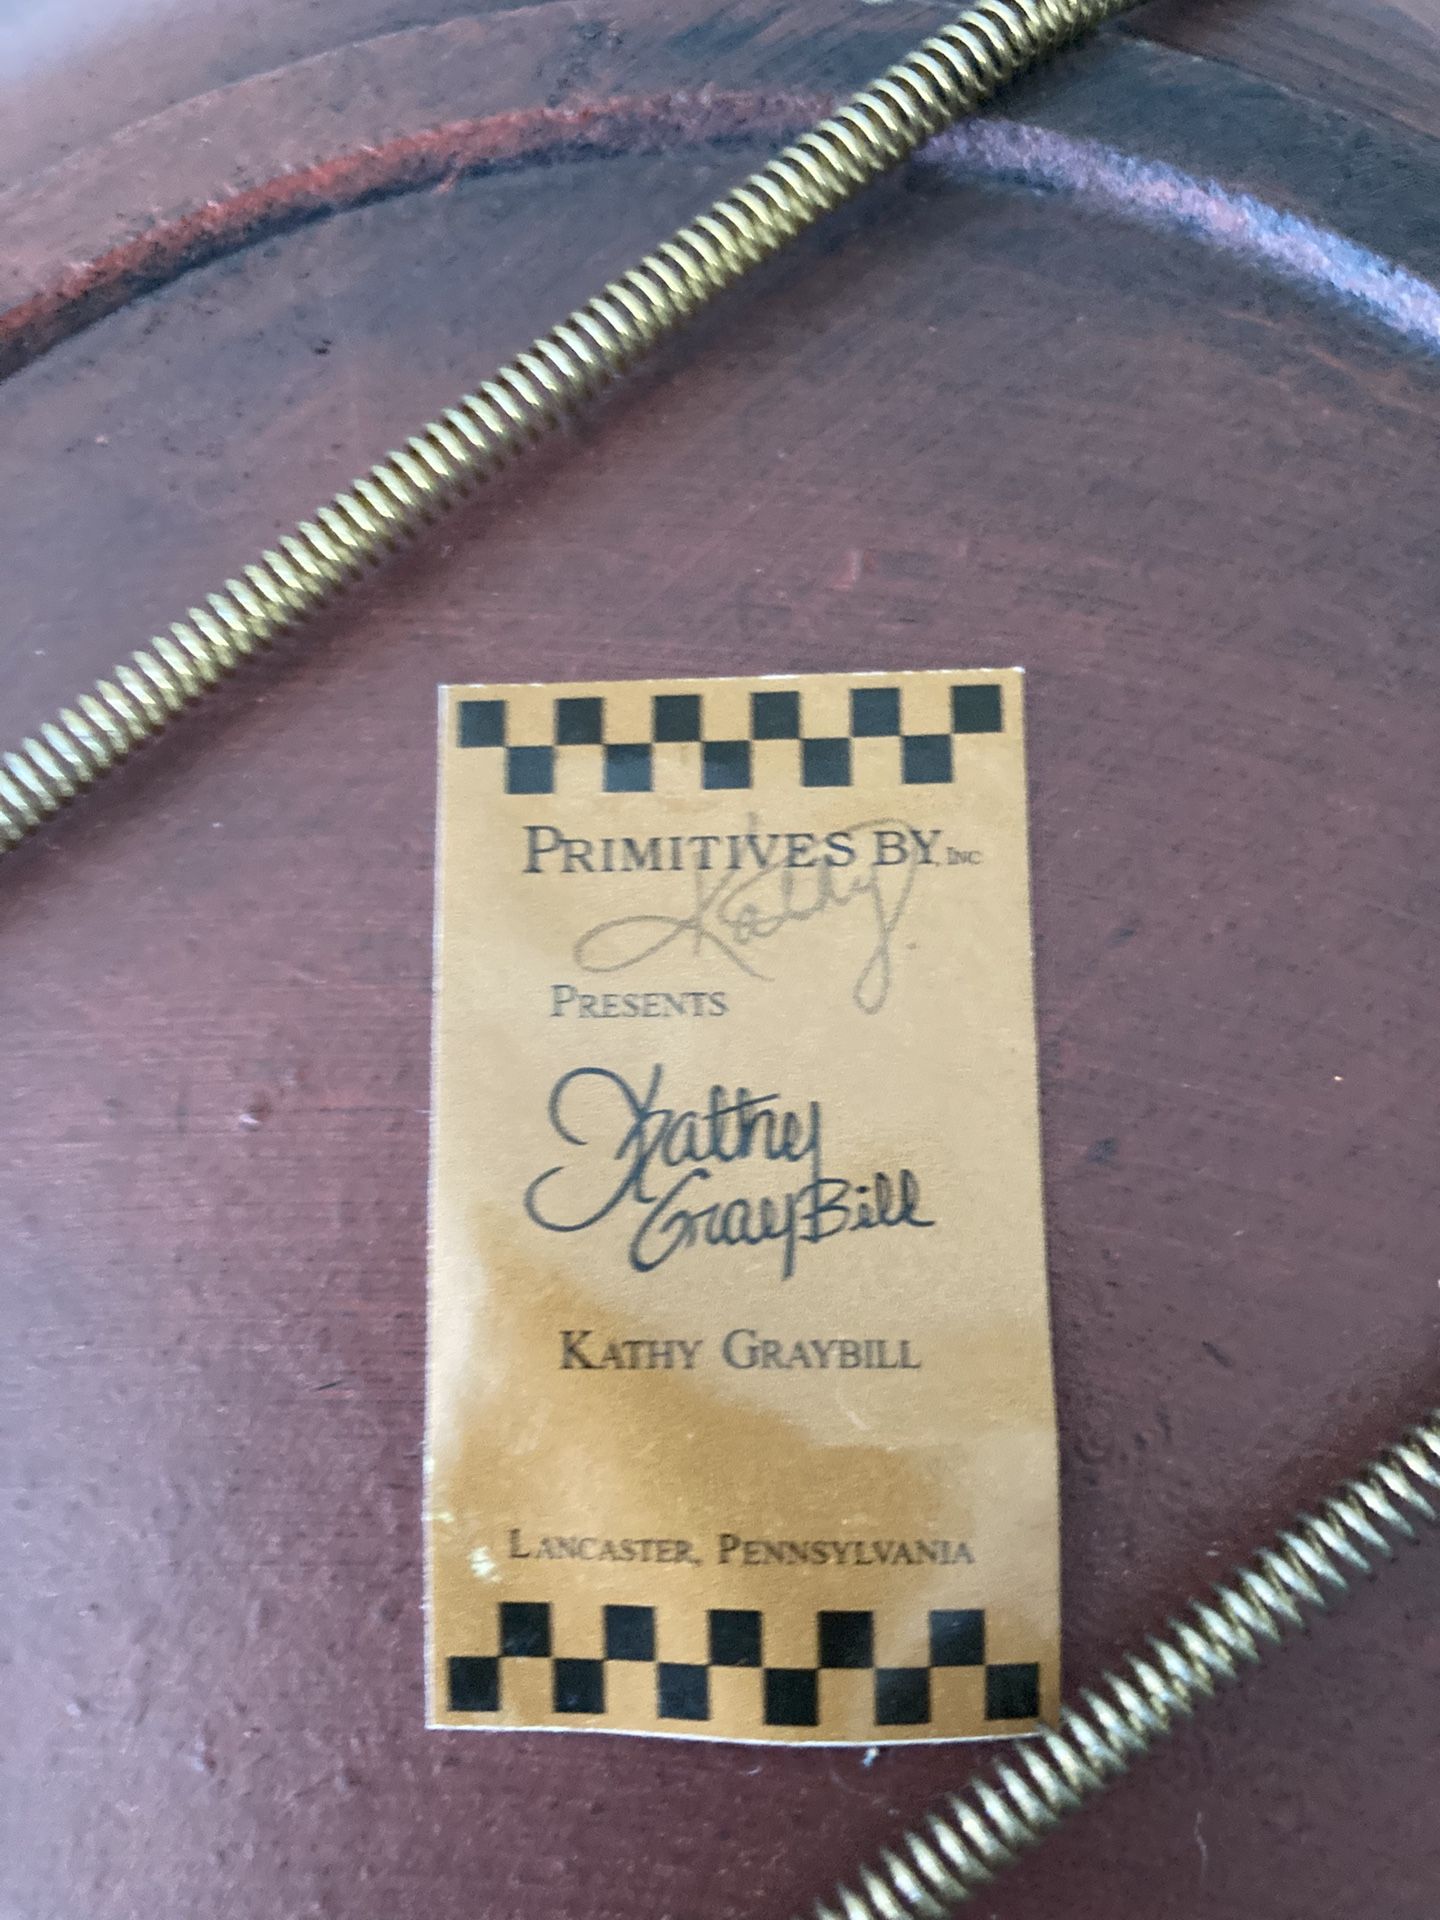 PRIMITIVES BY, INC
Kathy
PRESENTS
Kathy
GrayBill
KATHY GRAYBILL
LANCASTER, PENNSYLVANIA